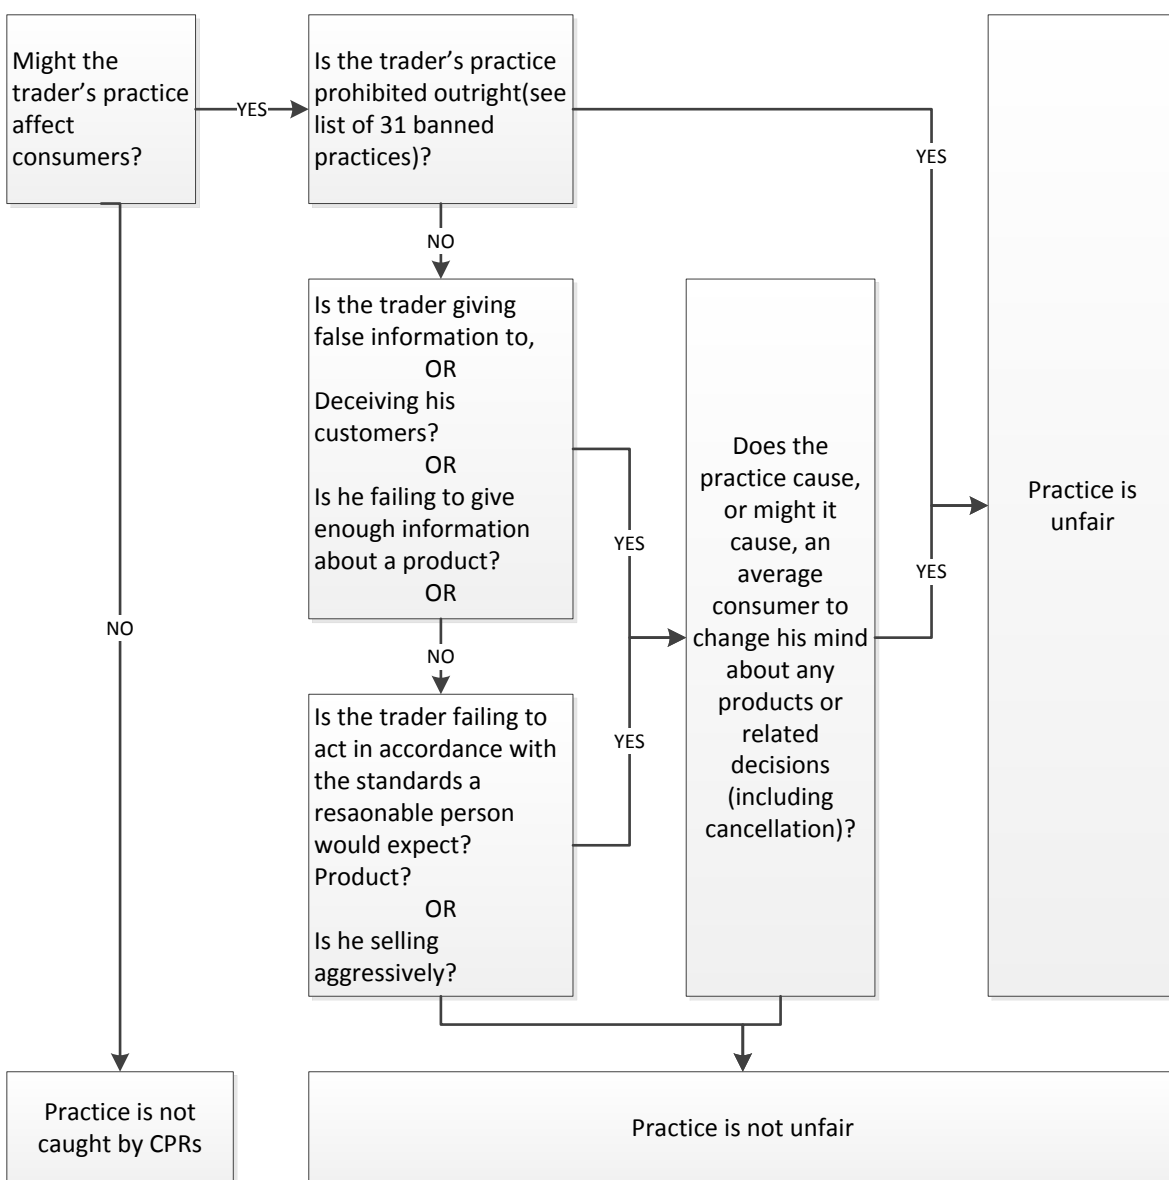 Might the
trader’s practice
affect
consumers?
YES
Is the trader’s practice
prohibited outright(see
list of 31 banned
practices)?
YES
NO
Is the trader giving
false information to,
OR
Deceiving his
customers?
OR
Is he failing to give
enough information
about a product?
OR
YES
NO
Is the trader failing to
act in accordance with
the standards a
resaonable person
would expect?
Product?
OR
Is he selling
aggressively?
YES
Does the
practice cause,
or might it
cause, an
average
consumer to
change his mind
about any
products or
related
decisions
(including
cancellation)?
YES
Practice is
unfair
NO
Practice is not
caught by CPRs
Practice is not unfair